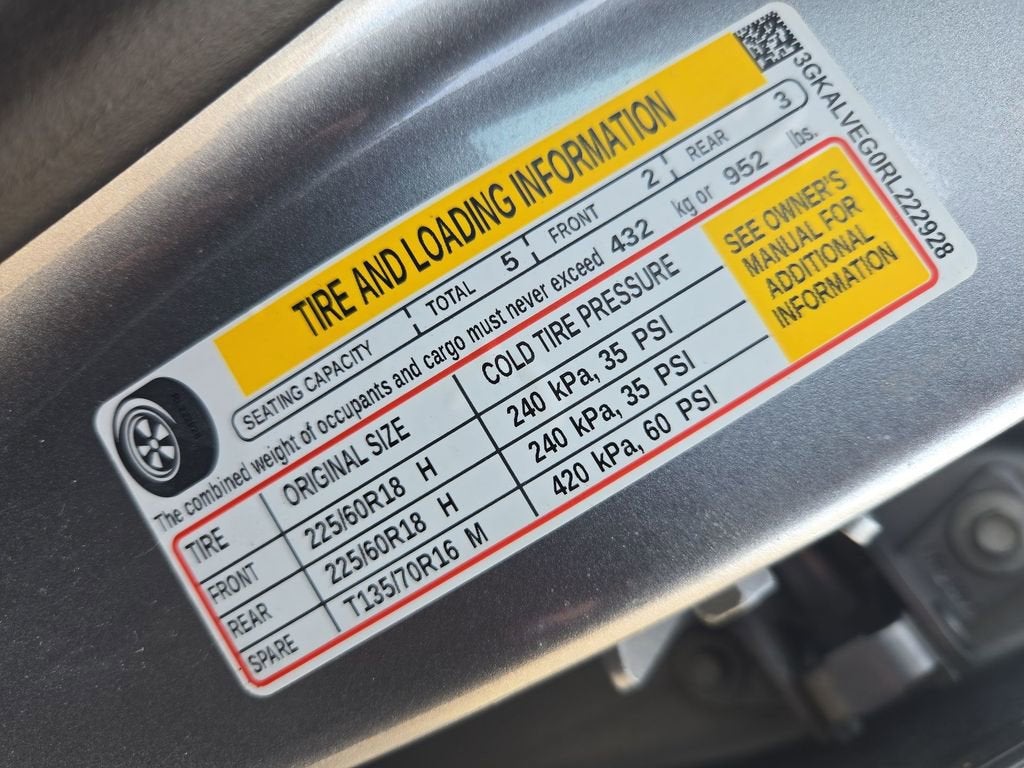 TIRE AND LOADING INFORMATION
3GKALVEG0RL222928
SEATING CAPACITY TOTAL 5 FRONT 2 REAR 3
The combined weight of occupants and cargo must never exceed 432 kg or 952 lbs.
TIRE ORIGINAL SIZE COLD TIRE PRESSURE
FRONT 225/60R18 H 240 kPa, 35 PSI
REAR 225/60R18 H 240 kPa, 35 PSI
SPARE T135/70R16 M 420 kPa, 60 PSI
SEE OWNER'S
MANUAL FOR
ADDITIONAL
INFORMATION